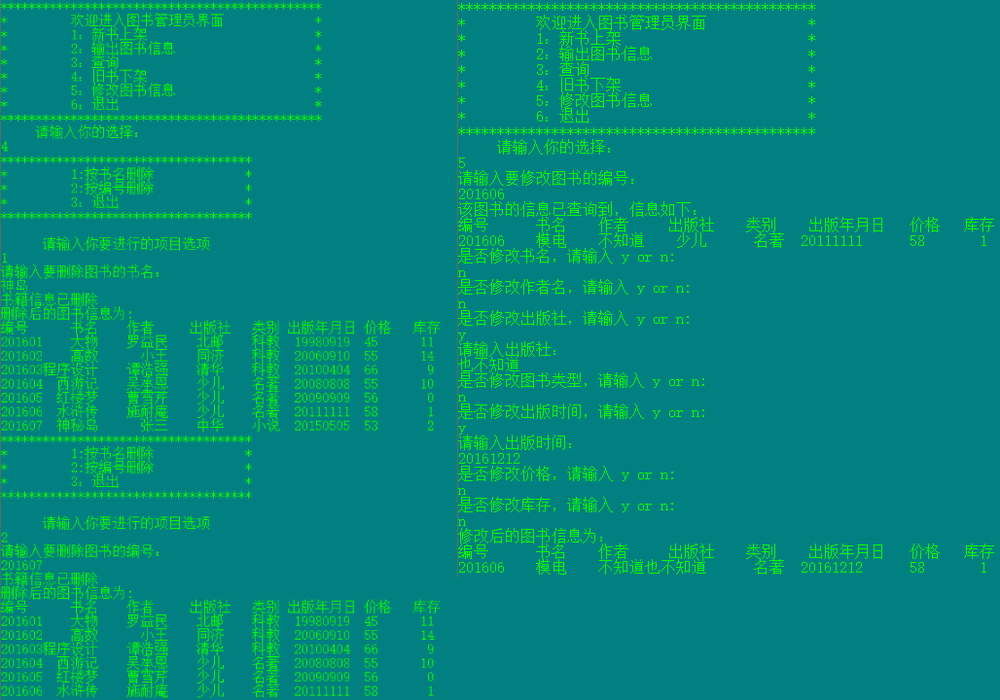 **********************************************
*         欢迎进入图书管理员界面             *
*         1：新书上架                        *
*         2：输出图书信息                    *
*         3：查询                            *
*         4：旧书下架                        *
*         5：修改图书信息                    *
*         6：退出                            *
**********************************************
请输入你的选择：
4
************************************
*         1:按书名删除             *
*         2:按编号删除             *
*         3：退出                  *
************************************
请输入你要进行的项目选项
1
请输入要删除图书的书名：
神岛
书籍信息已删除
删除后的图书信息为：
编号 书名 作者 出版社 类别 出版年月日 价格 库存
201601 大物 罗益民 北邮 科教 19980919 45 11
201602 高数 小王 同济 科教 20060910 55 14
201603程序设计 谭浩强 清华 科教 20100404 66 9
201604 西游记 吴承恩 少儿 名著 20080808 55 10
201605 红楼梦 曹雪芹 少儿 名著 20090909 56 0
201606 水浒传 施耐庵 少儿 名著 20111111 58 1
201607 神秘岛 张三 中华 小说 20150505 53 2
************************************
*         1:按书名删除             *
*         2:按编号删除             *
*         3：退出                  *
************************************
请输入你要进行的项目选项
2
请输入要删除图书的编号：
201607
书籍信息已删除
删除后的图书信息为：
编号 书名 作者 出版社 类别 出版年月日 价格 库存
201601 大物 罗益民 北邮 科教 19980919 45 11
201602 高数 小王 同济 科教 20060910 55 14
201603程序设计 谭浩强 清华 科教 20100404 66 9
201604 西游记 吴承恩 少儿 名著 20080808 55 10
201605 红楼梦 曹雪芹 少儿 名著 20090909 56 0
201606 水浒传 施耐庵 少儿 名著 20111111 58 1
**********************************************
*         欢迎进入图书管理员界面             *
*         1：新书上架                        *
*         2：输出图书信息                    *
*         3：查询                            *
*         4：旧书下架                        *
*         5：修改图书信息                    *
*         6：退出                            *
**********************************************
请输入你的选择：
5
请输入要修改图书的编号：
201606
该图书的信息已查询到，信息如下：
编号 书名 作者 出版社 类别 出版年月日 价格 库存
201606 模电 不知道 少儿 名著 20111111 58 1
是否修改书名，请输入 y or n:
n
是否修改作者名，请输入 y or n:
n
是否修改出版社，请输入 y or n:
y
请输入出版社：
也不知道
是否修改图书类型，请输入 y or n:
n
是否修改出版时间，请输入 y or n:
y
请输入出版时间：
20161212
是否修改价格，请输入 y or n:
n
是否修改库存，请输入 y or n:
n
修改后的图书信息为：
编号 书名 作者 出版社 类别 出版年月日 价格 库存
201606 模电 不知道也不知道 名著 20161212 58 1